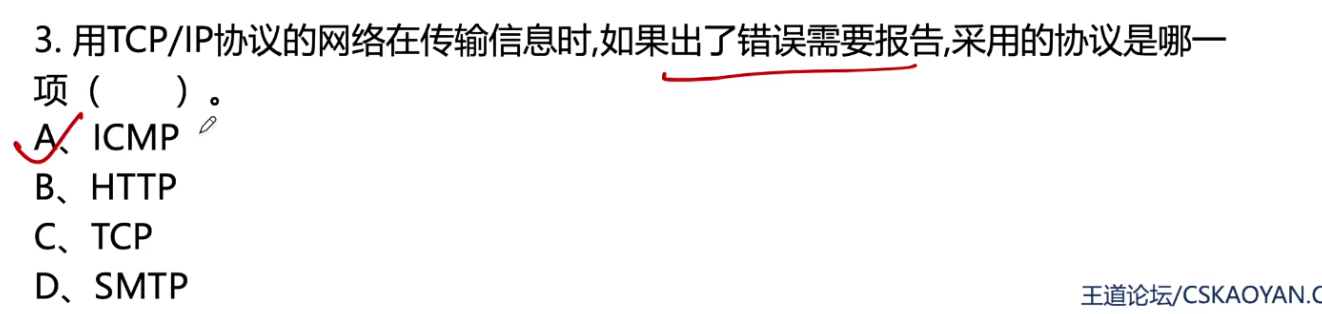 3. 用TCP/IP协议的网络在传输信息时,如果出了错误需要报告,采用的协议是哪一
项（　　）。
A、ICMP
B、HTTP
C、TCP
D、SMTP
王道论坛/CSKAOYAN.C